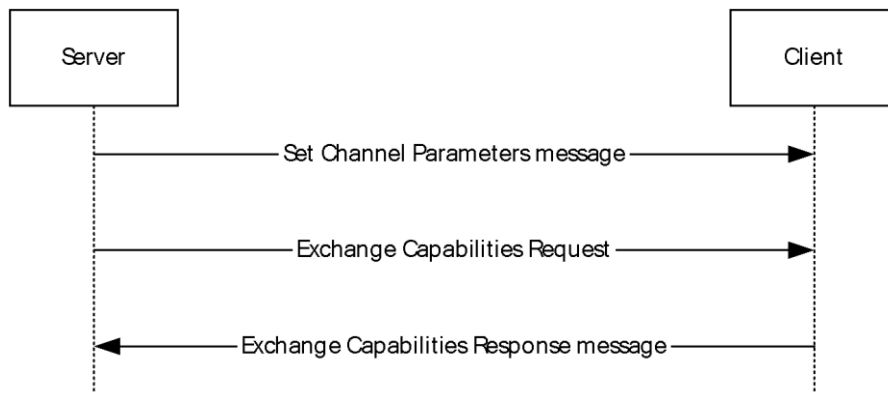 Server
Client
Set Channel Parameters message
Exchange Capabilities Request
Exchange Capabilities Response message